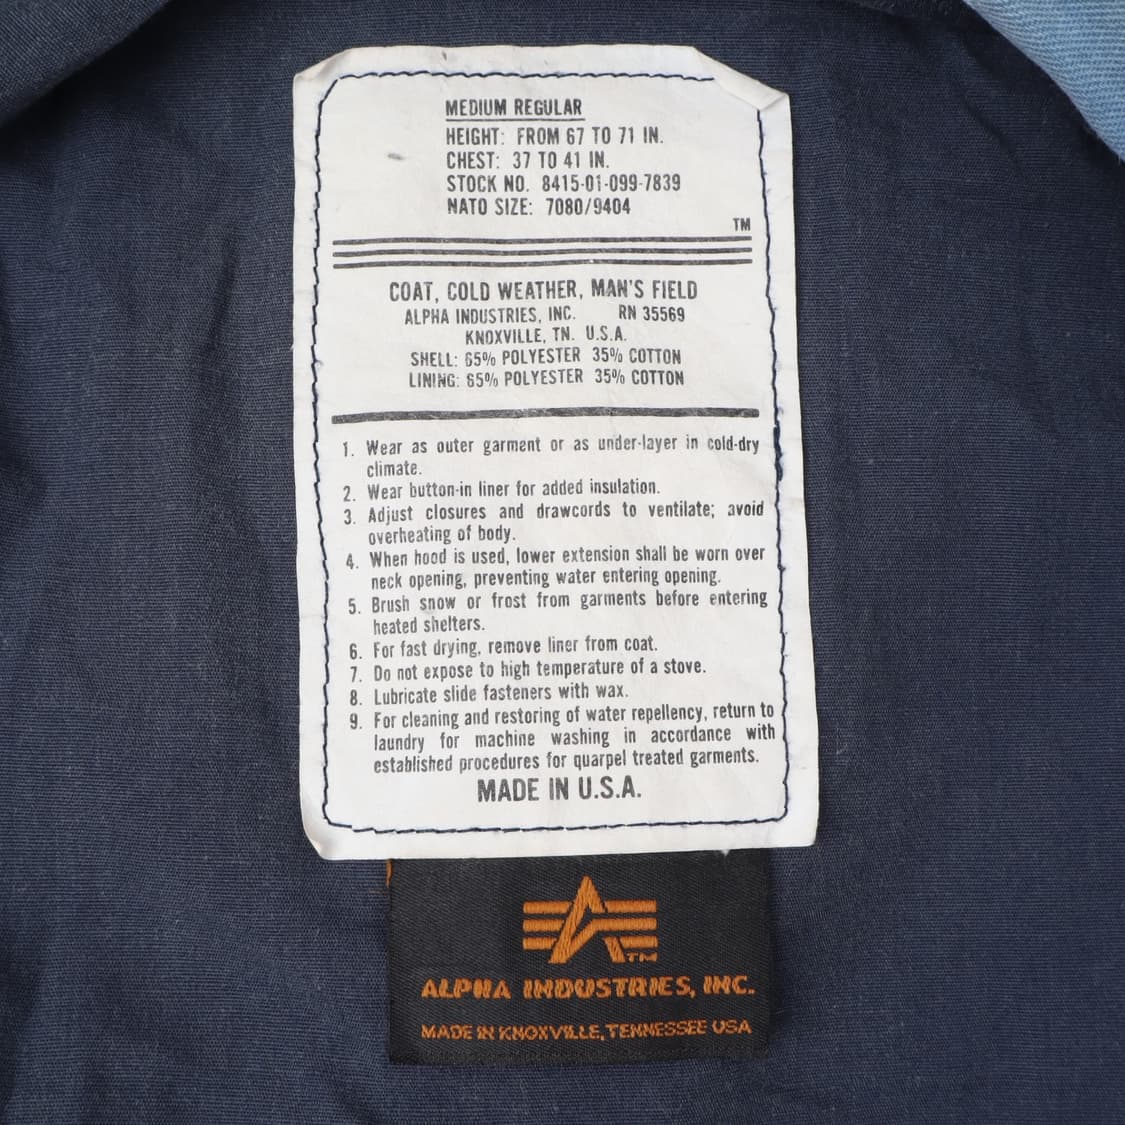 MEDIUM REGULAR
HEIGHT: FROM 67 TO 71 IN.
CHEST: 37 TO 41 IN.
STOCK NO. 8415-01-099-7839
NATO SIZE: 7080/9404
TM
COAT, COLD WEATHER, MAN'S FIELD
ALPHA INDUSTRIES, INC. RN 35569
KNOXVILLE, TN. U.S.A.
SHELL: 65% POLYESTER 35% COTTON
LINING: 65% POLYESTER 35% COTTON
1. Wear as outer garment or as under-layer in cold-dry
climate.
2. Wear button-in liner for added insulation.
3. Adjust closures and drawcords to ventilate; avoid
overheating of body.
4. When hood is used, lower extension shall be worn over
neck opening, preventing water entering opening.
5. Brush snow or frost from garments before entering
heated shelters.
6. For fast drying, remove liner from coat.
7. Do not expose to high temperature of a stove.
8. Lubricate slide fasteners with wax.
9. For cleaning and restoring of water repellency, return to
laundry for machine washing in accordance with
established procedures for quarpel treated garments.
MADE IN U.S.A.
TM
ALPHA INDUSTRIES, INC.
MADE IN KNOXVILLE, TENNESSEE USA